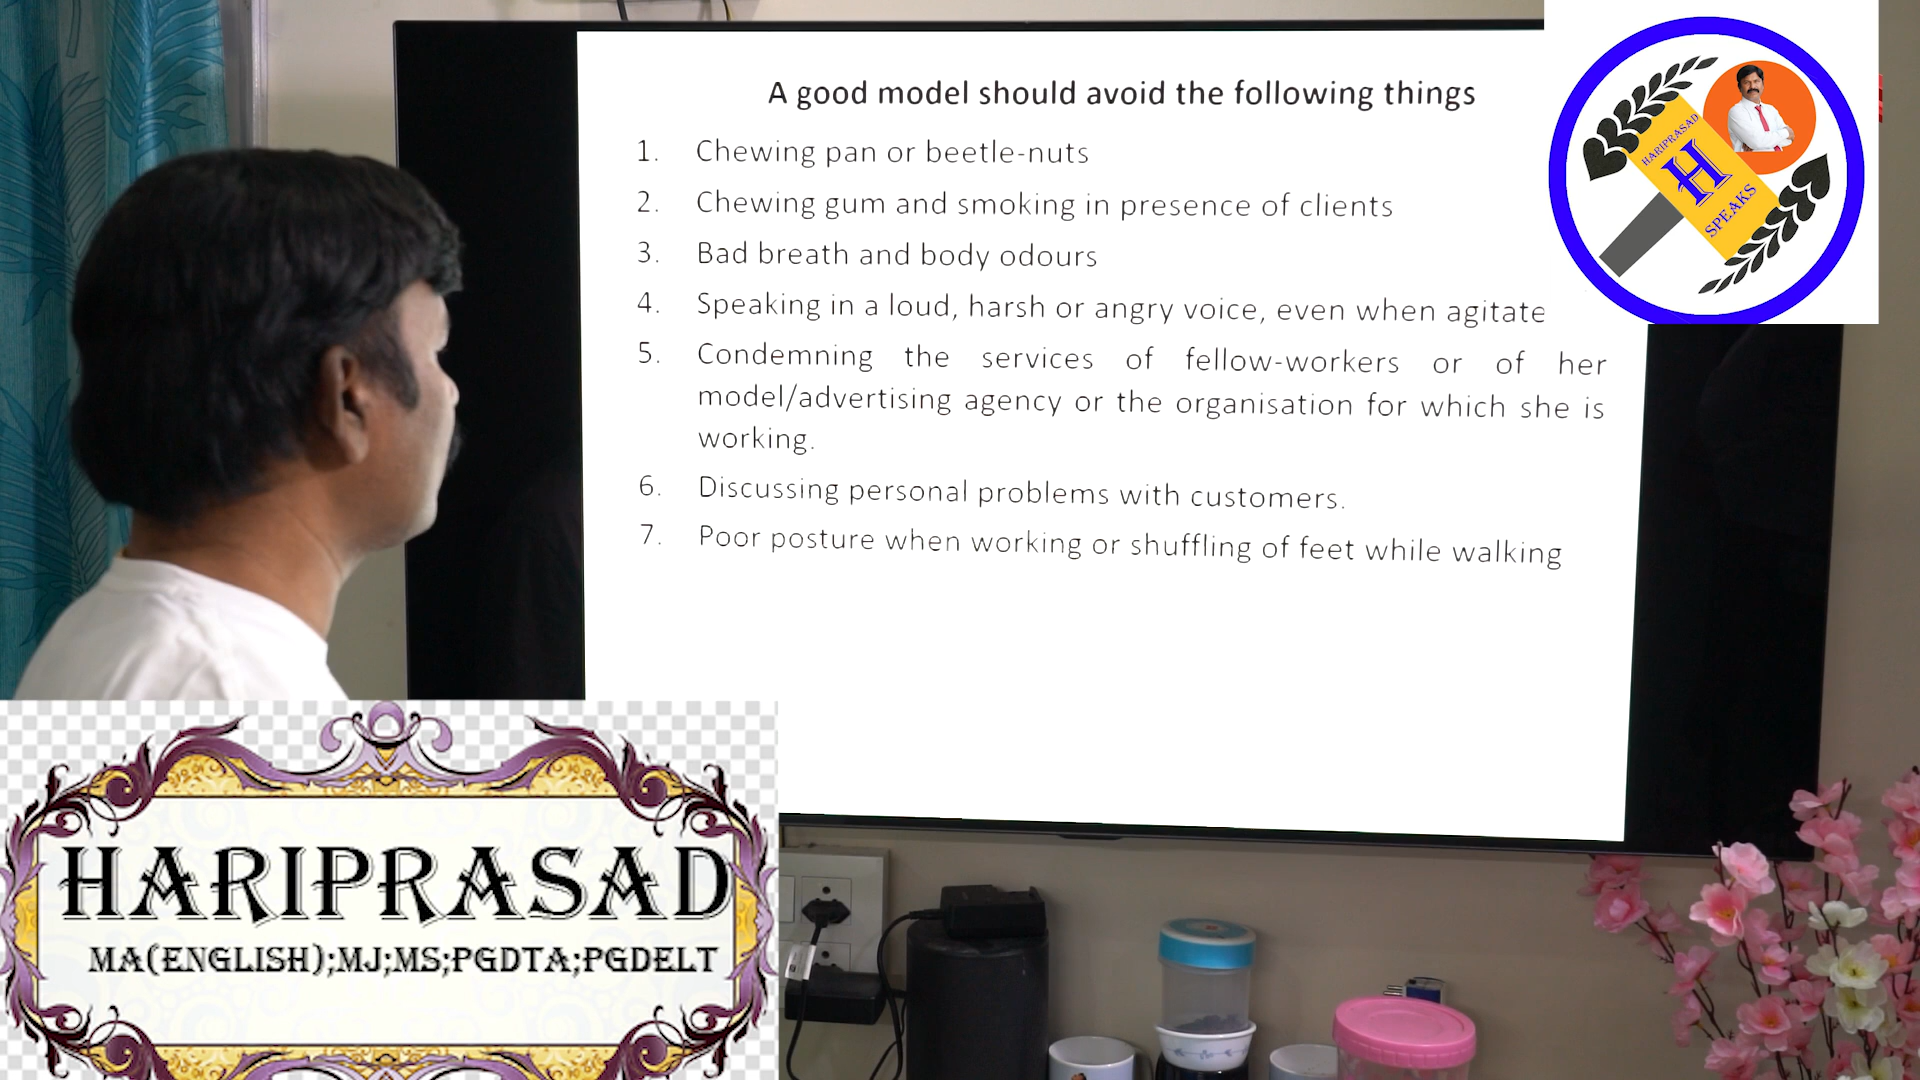 A good model should avoid the following things
1. Chewing pan or beetle-nuts
2. Chewing gum and smoking in presence of clients
3. Bad breath and body odours
4. Speaking in a loud, harsh or angry voice, even when agitate
5. Condemning the services of fellow-workers or of her
model/advertising agency or the organisation for which she is
working.
6. Discussing personal problems with customers.
7. Poor posture when working or shuffling of feet while walking
HARIPRASAD
H
SPEAKS
HARIPRASAD
MA(ENGLISH);MJ;MS;PGDTA;PGDELT